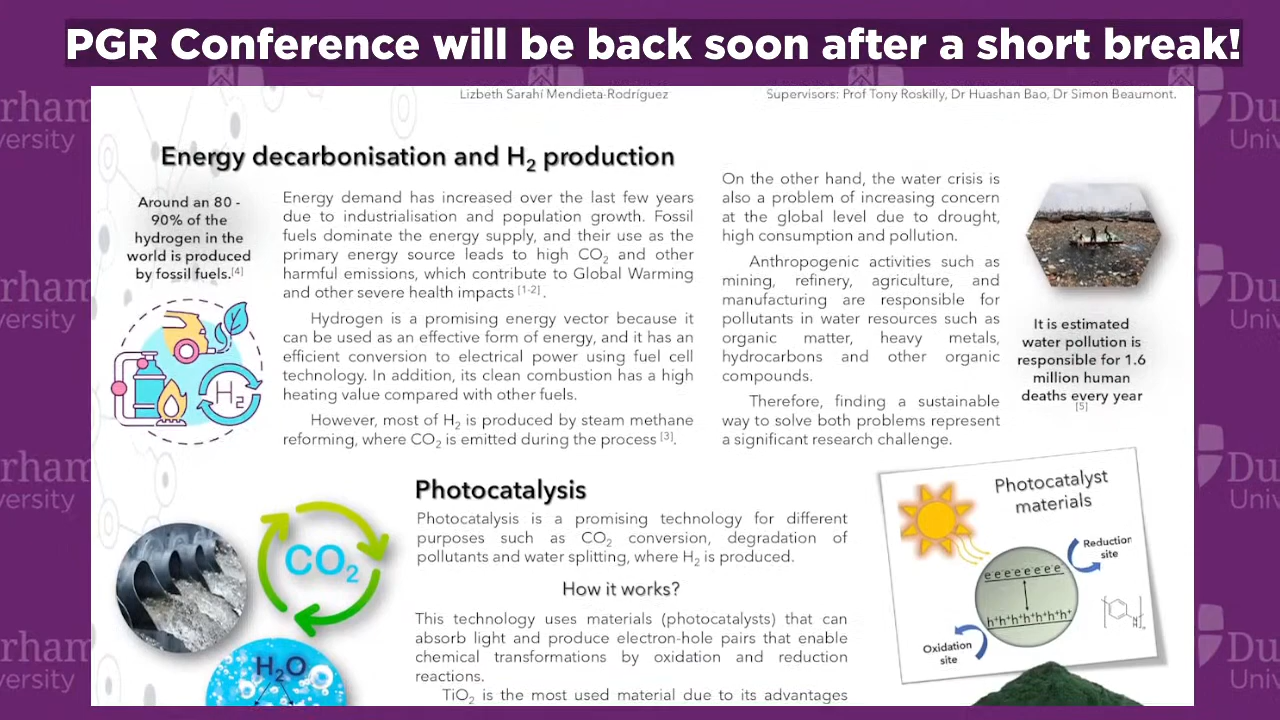 PGR Conference will be back soon after a short break!
Lizbeth Sarahí Mendieta-Rodríguez
Supervisors: Prof Tony Roskilly, Dr Huashan Bao, Dr Simon Beaumont.
Energy decarbonisation and H₂ production
Around an 80 -
90% of the
hydrogen in the
world is produced
by fossil fuels.[4]
H₂
Energy demand has increased over the last few years
due to industrialisation and population growth. Fossil
fuels dominate the energy supply, and their use as the
primary energy source leads to high CO₂ and other
harmful emissions, which contribute to Global Warming
and other severe health impacts [1-2].
Hydrogen is a promising energy vector because it
can be used as an effective form of energy, and it has an
efficient conversion to electrical power using fuel cell
technology. In addition, its clean combustion has a high
heating value compared with other fuels.
However, most of H₂ is produced by steam methane
reforming, where CO₂ is emitted during the process [3].
On the other hand, the water crisis is
also a problem of increasing concern
at the global level due to drought,
high consumption and pollution.
Anthropogenic activities such as
mining, refinery, agriculture, and
manufacturing are responsible for
pollutants in water resources such as
organic matter, heavy metals,
hydrocarbons and other organic
compounds.
Therefore, finding a sustainable
way to solve both problems represent
a significant research challenge.
It is estimated
water pollution is
responsible for 1.6
million human
deaths every year
[5]
CO₂
H₂O
Photocatalysis
Photocatalysis is a promising technology for different
purposes such as CO₂ conversion, degradation of
pollutants and water splitting, where H₂ is produced.
How it works?
This technology uses materials (photocatalysts) that can
absorb light and produce electron-hole pairs that enable
chemical transformations by oxidation and reduction
reactions.
TiO₂ is the most used material due to its advantages
Photocatalyst
materials
Reduction
site
e⁻e⁻e⁻e⁻e⁻e⁻e⁻e⁻
h⁺h⁺h⁺h⁺h⁺h⁺h⁺h⁺
Oxidation
site